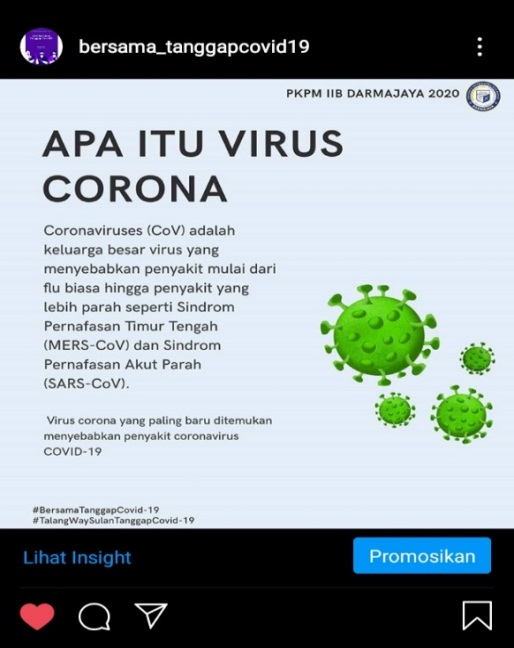 bersama_tanggapcovid19
PKPM IIB DARMAJAYA 2020
APA ITU VIRUS
CORONA
Coronaviruses (CoV) adalah
keluarga besar virus yang
menyebabkan penyakit mulai dari
flu biasa hingga penyakit yang
lebih parah seperti Sindrom
Pernafasan Timur Tengah
(MERS-CoV) dan Sindrom
Pernafasan Akut Parah
(SARS-CoV).
Virus corona yang paling baru ditemukan
menyebabkan penyakit coronavirus
COVID-19
#BersamaTanggapCovid-19
#TalangWaySulanTanggapCovid-19
Lihat Insight
Promosikan